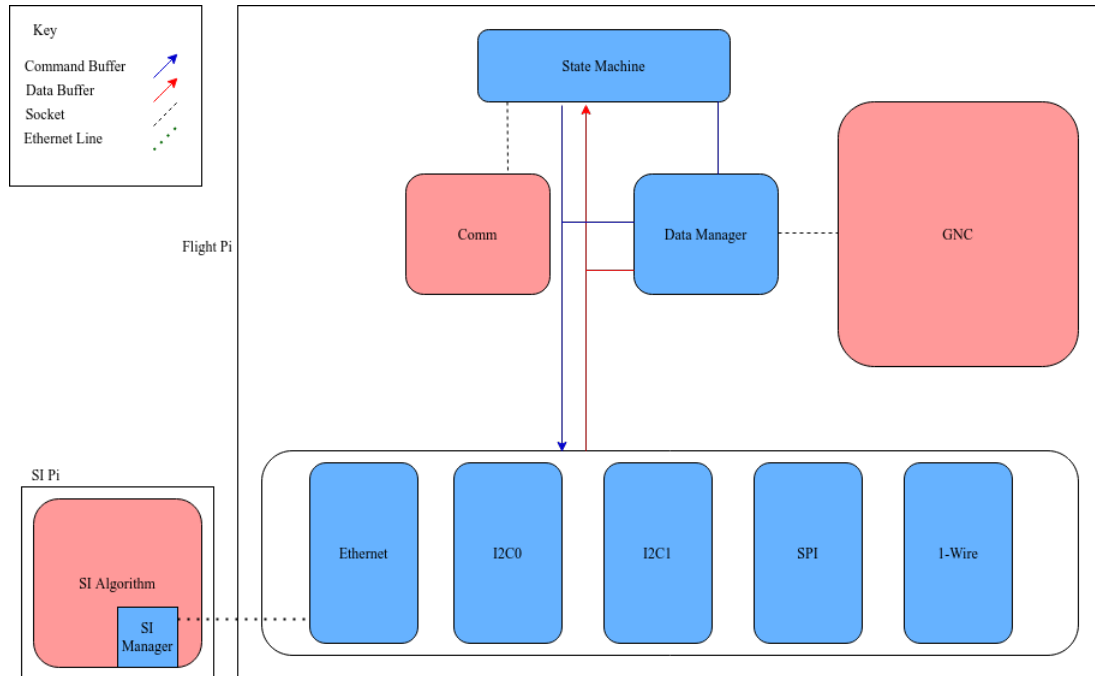 Key
Command Buffer
Data Buffer
Socket
Ethernet Line
State Machine
Comm
Data Manager
GNC
Flight Pi
SI Pi
SI Algorithm
SI
Manager
Ethernet
I2C0
I2C1
SPI
1-Wire